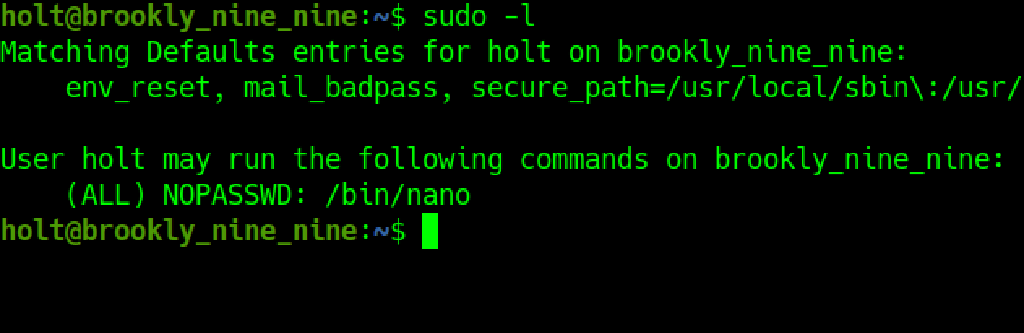 holt@brookly_nine_nine:~$ sudo -l
Matching Defaults entries for holt on brookly_nine_nine:
    env_reset, mail_badpass, secure_path=/usr/local/sbin\:/usr/
User holt may run the following commands on brookly_nine_nine:
    (ALL) NOPASSWD: /bin/nano
holt@brookly_nine_nine:~$